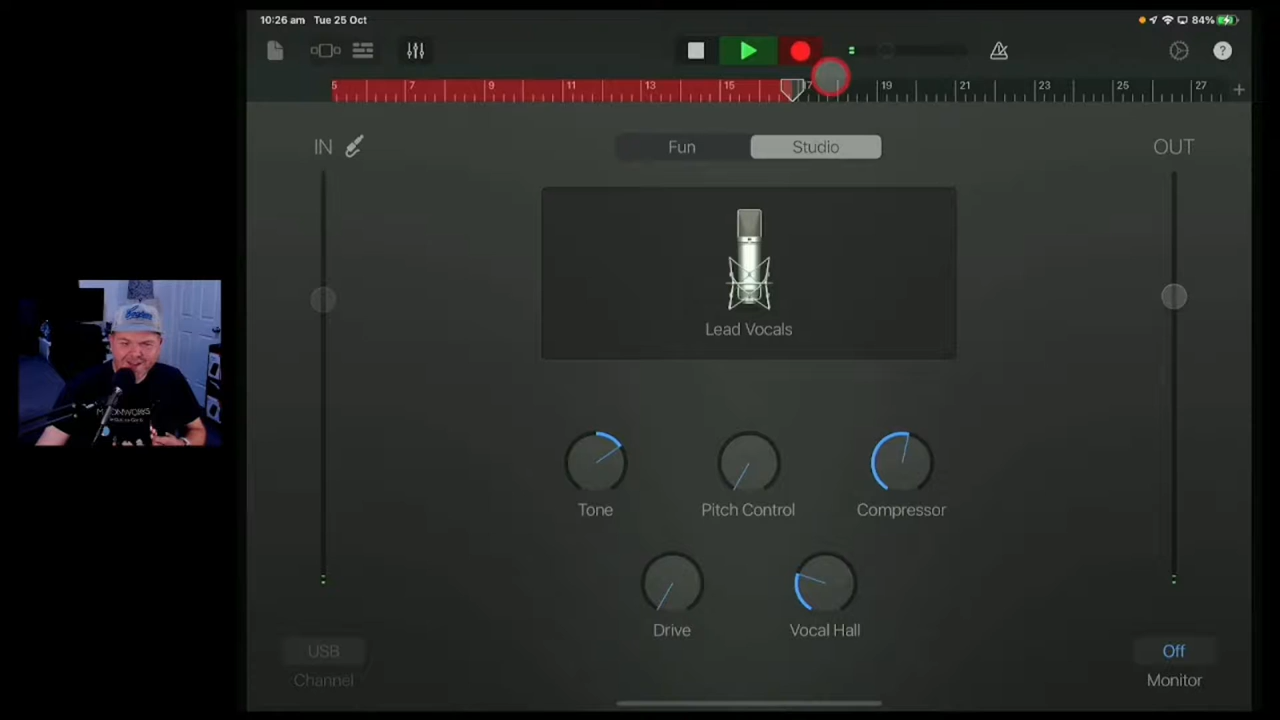 10:26 am Tue 25 Oct
84%
5 7 9 11 13 15 17 19 21 23 25 27
IN
Fun
Studio
OUT
Lead Vocals
Tone
Pitch Control
Compressor
Drive
Vocal Hall
USB
Off
Channel
Monitor